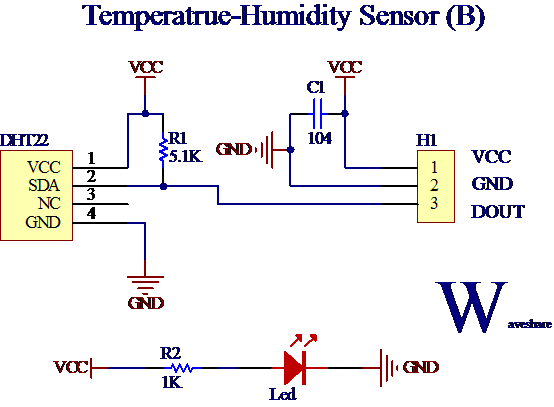 Temperatrue-Humidity Sensor (B)
VCC
VCC
C1
104
GND
DHT22
R1
5.1K
H1
VCC 1
SDA 2
NC 3
GND 4
1 VCC
2 GND
3 DOUT
GND
Waveshare
VCC
R2
1K
Led
GND